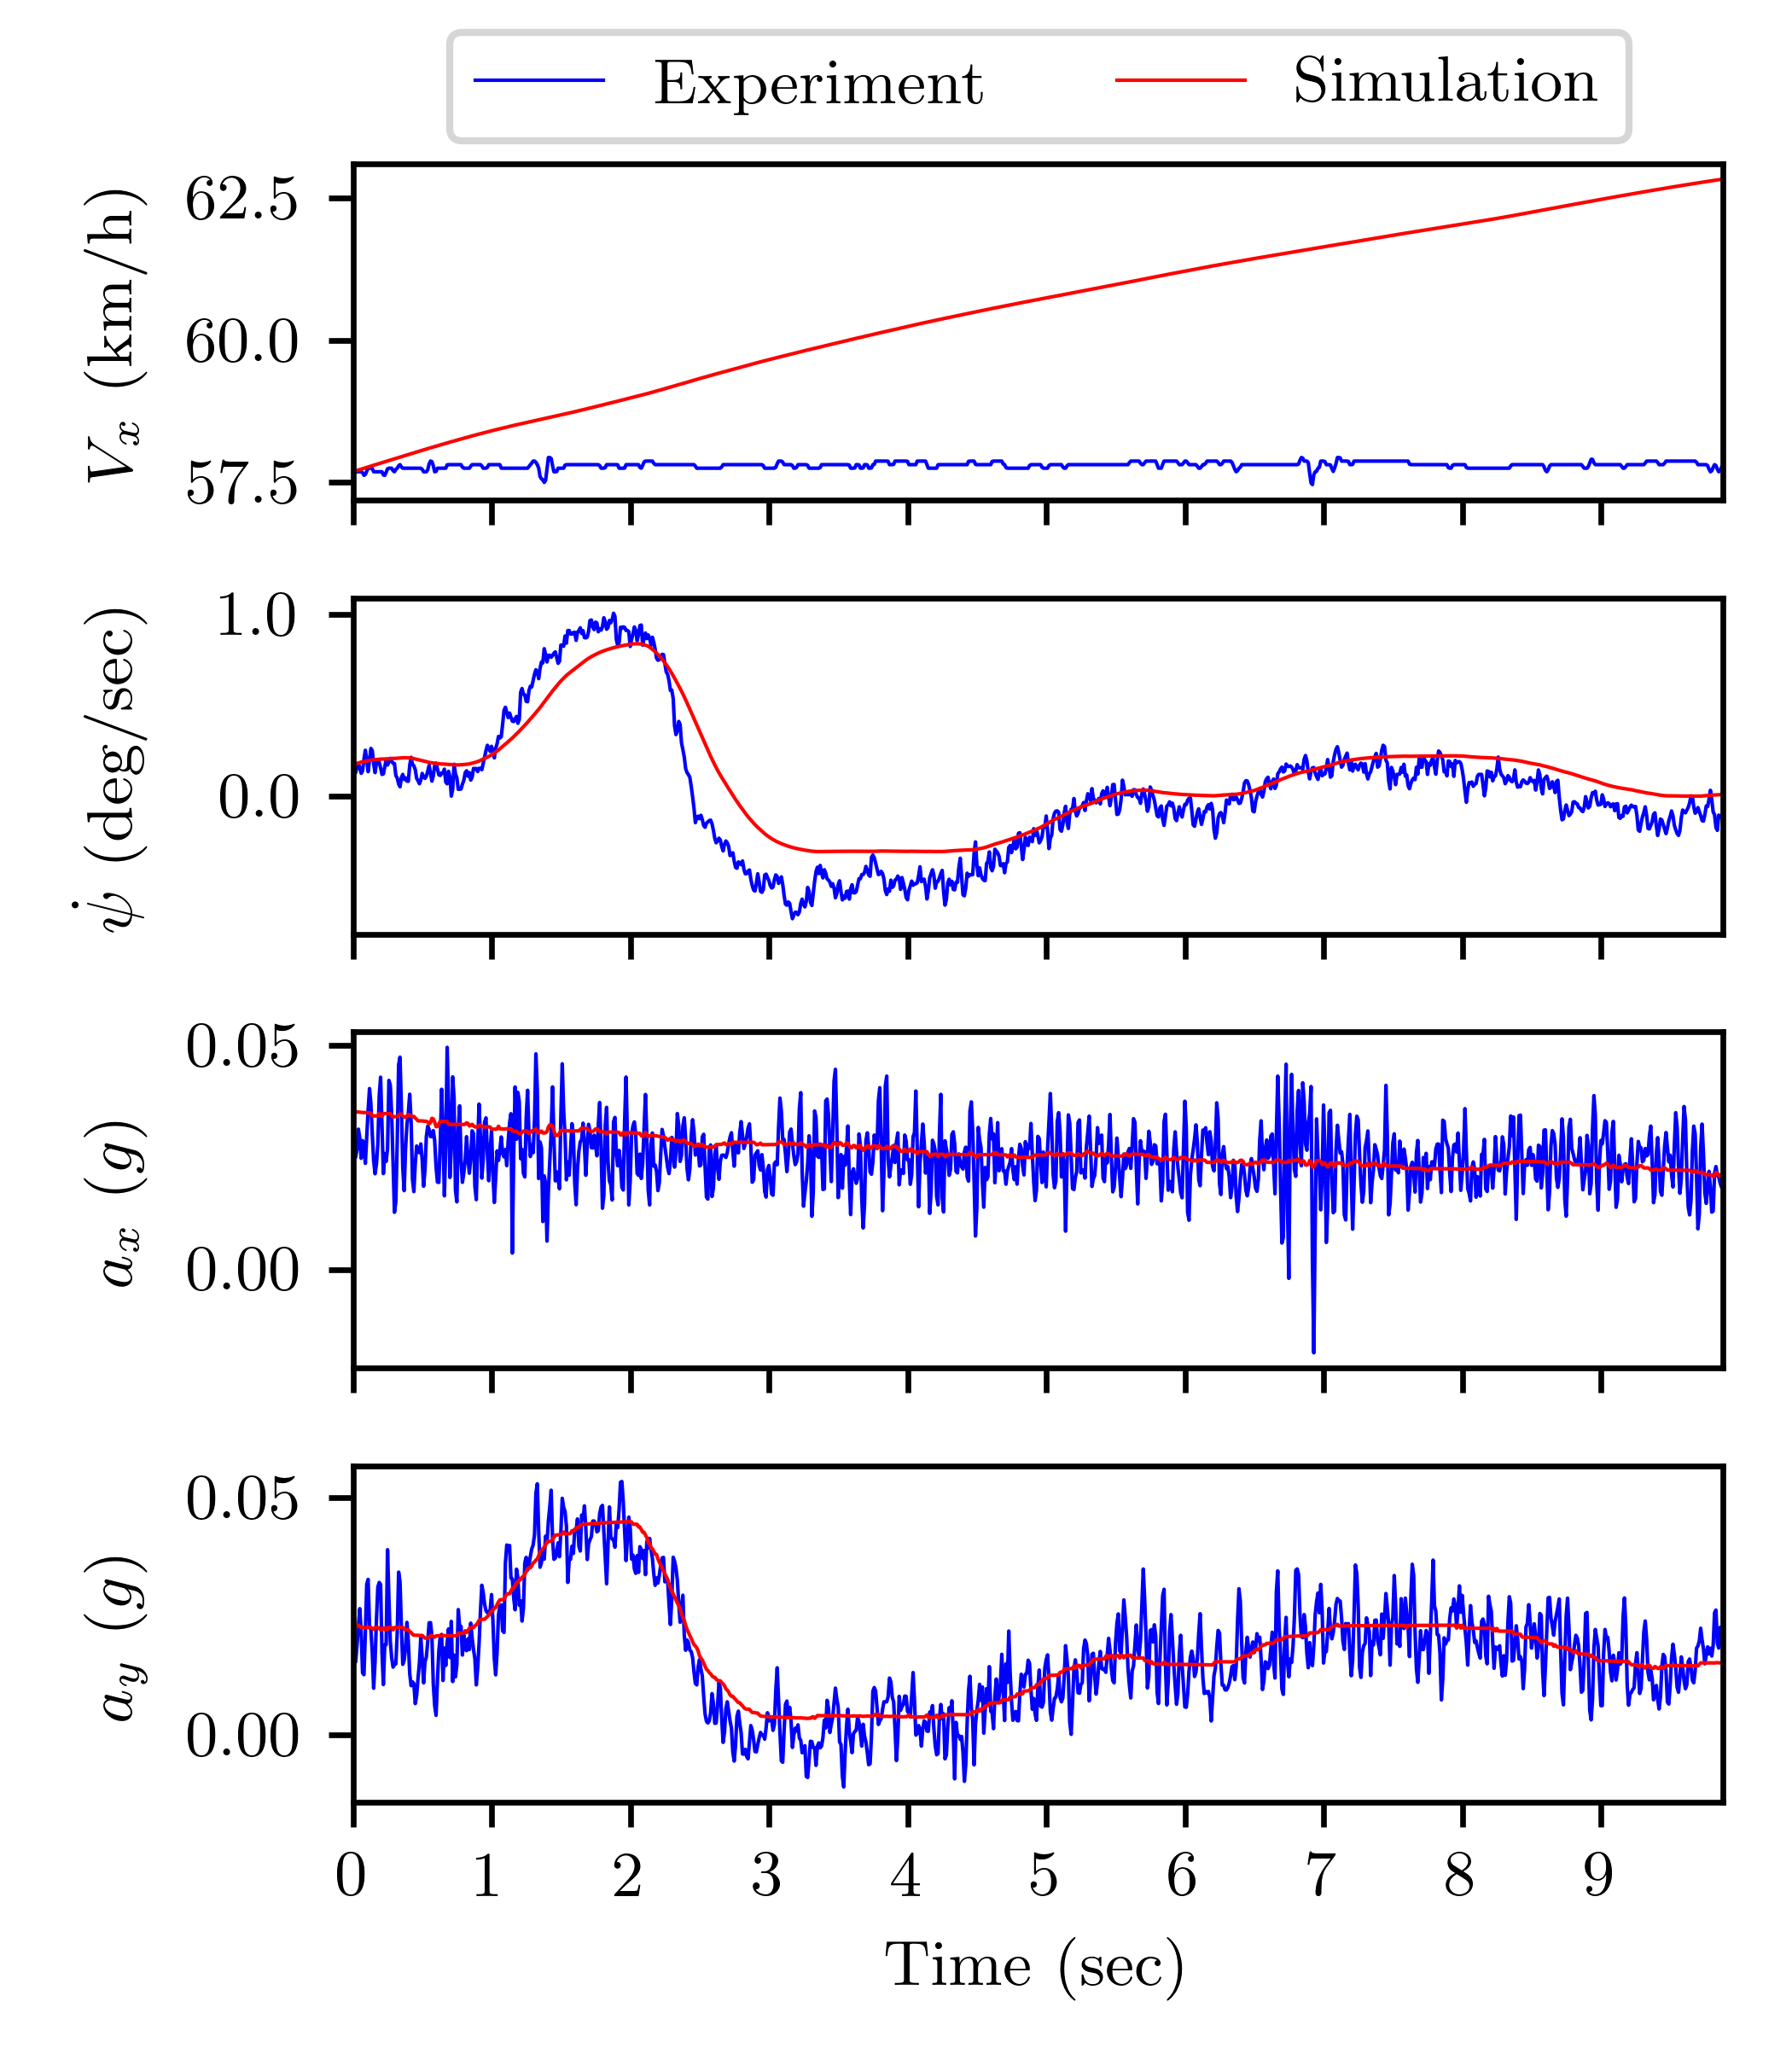 Experiment Simulation
V_x (km/h)
62.5
60.0
57.5
ψ̇ (deg/sec)
1.0
0.0
a_x (g)
0.05
0.00
a_y (g)
0.05
0.00
0 1 2 3 4 5 6 7 8 9
Time (sec)